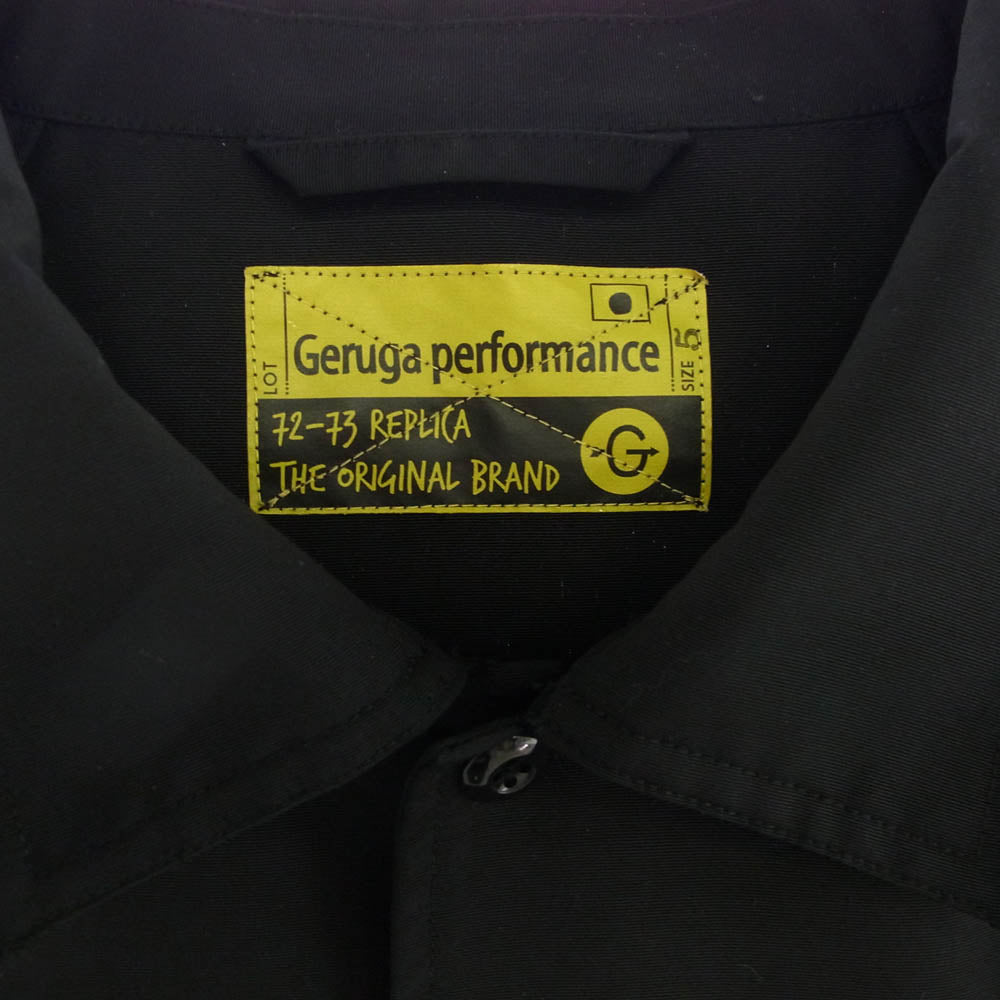 LOT
Geruga performance
SIZE 5
72-73 REPLICA
THE ORIGINAL BRAND
G